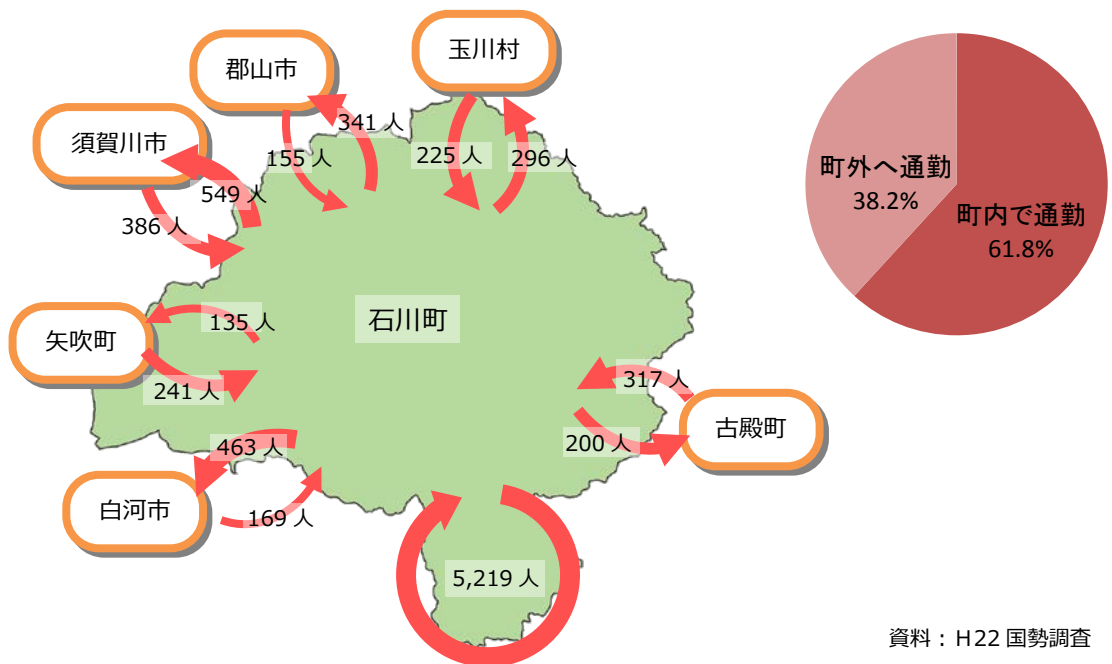 玉川村
郡山市
341 人
須賀川市
155 人
225 人
296 人
549 人
386 人
町外へ通勤
38.2%
町内で通勤
61.8%
135 人
石川町
矢吹町
241 人
317 人
古殿町
200 人
463 人
白河市
169 人
5,219 人
資料：H22 国勢調査